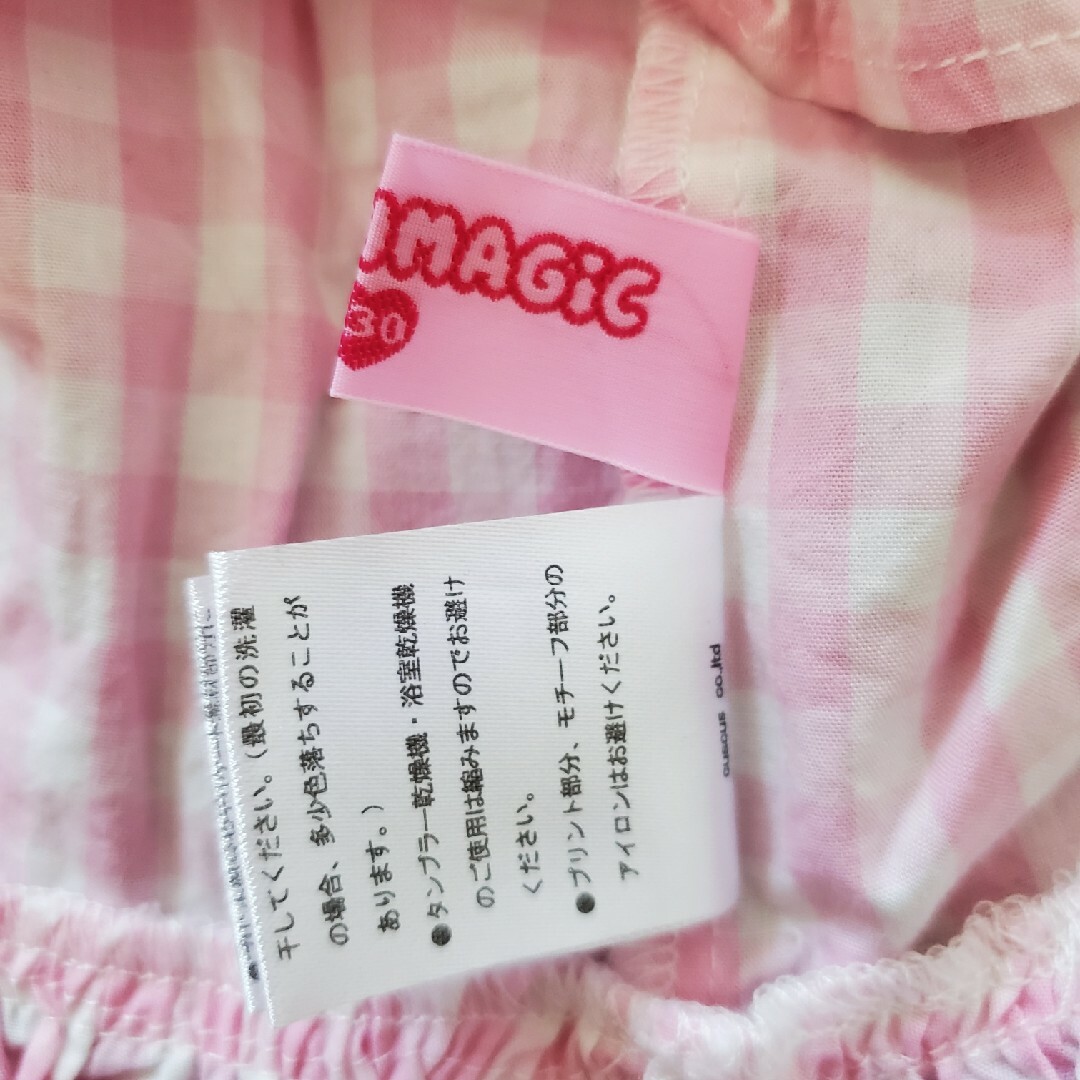 MAGiC
30
干してください。(最初の洗濯
の場合、多少色落ちすることが
あります。)
●タンブラー乾燥機・浴室乾燥機
のご使用は縮みますのでお避け
ください。
●プリント部分、モチーフ部分の
アイロンはお避けください。
cuscus co.,ltd